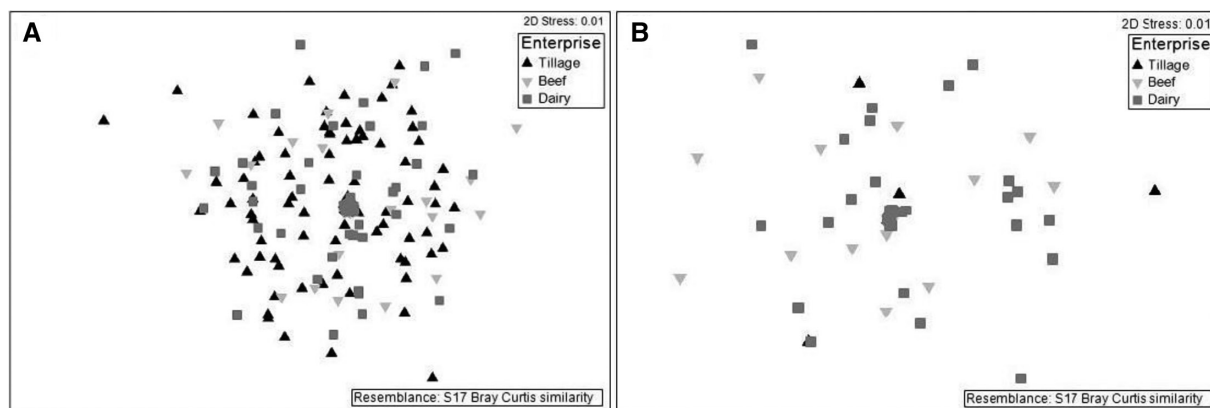 A
2D Stress: 0.01
Enterprise
Tillage
Beef
Dairy
Resemblance: S17 Bray Curtis similarity
B
2D Stress: 0.01
Enterprise
Tillage
Beef
Dairy
Resemblance: S17 Bray Curtis similarity